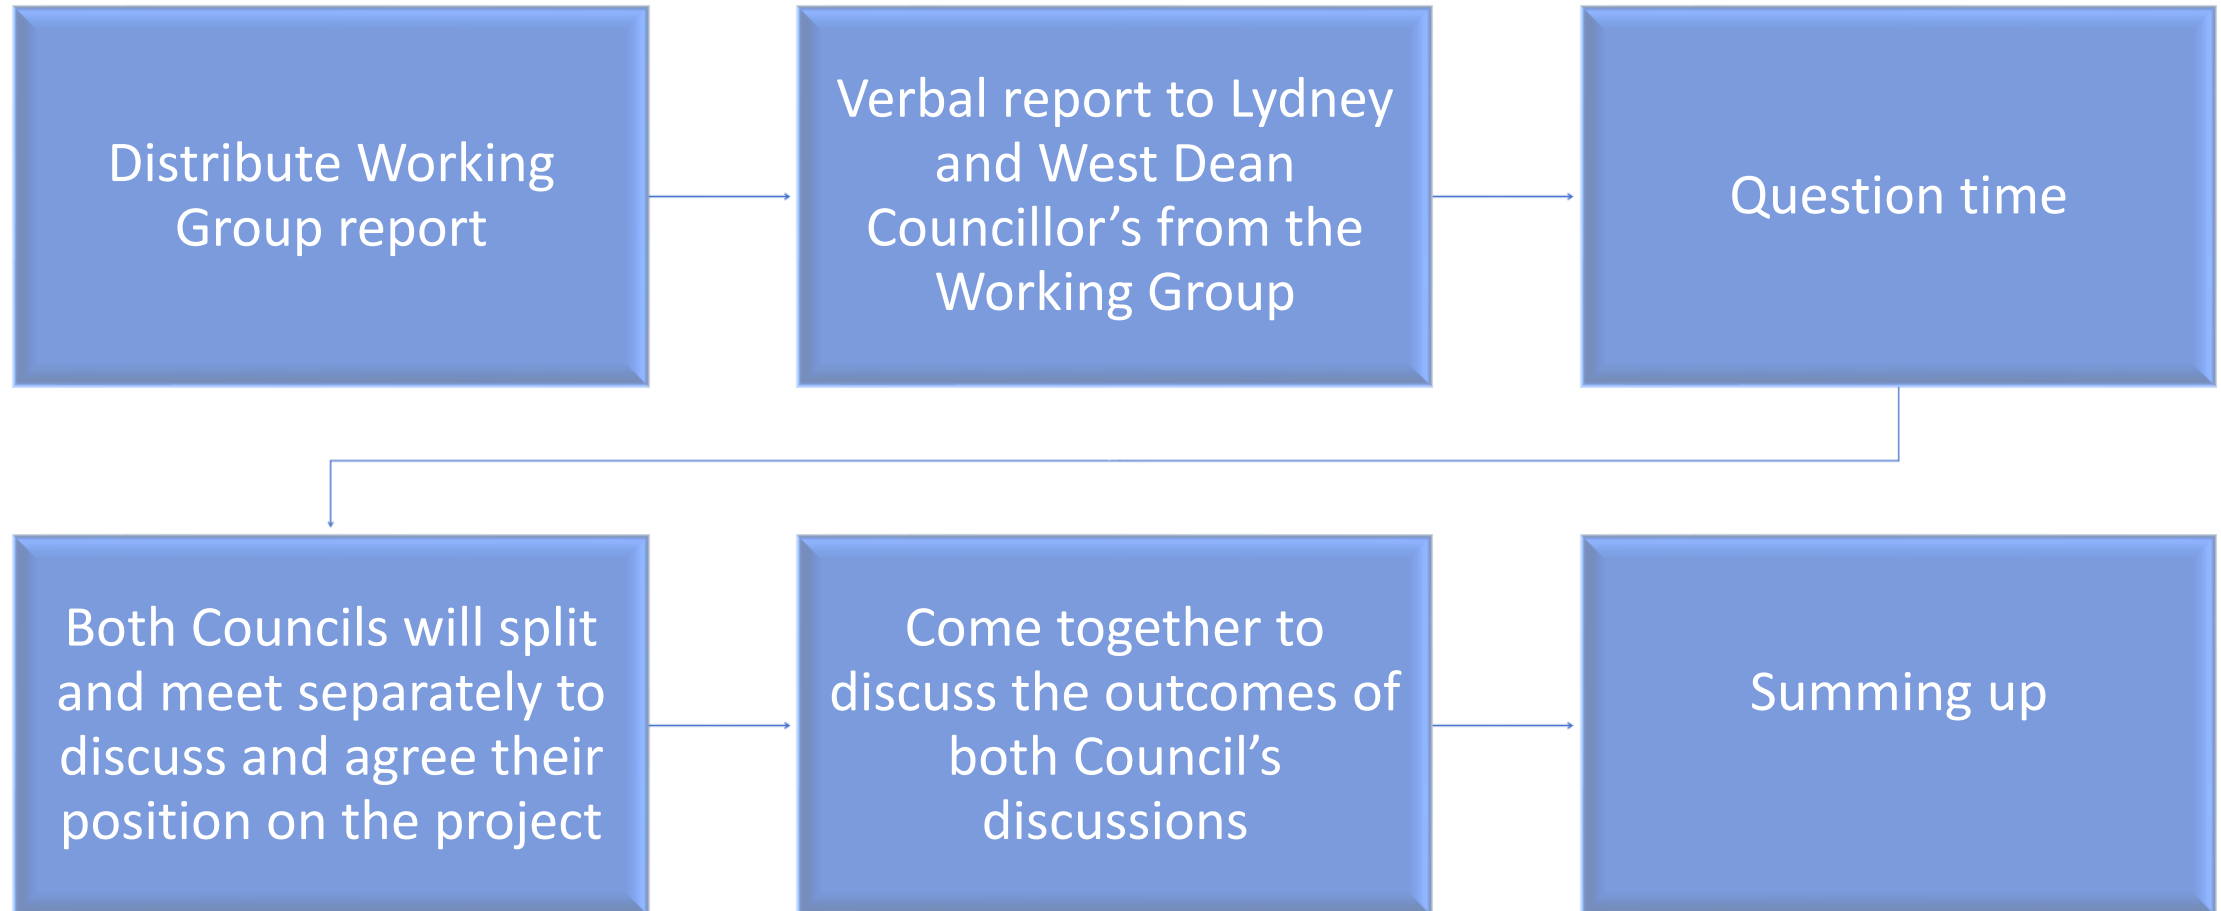 Distribute Working
Group report
Verbal report to Lydney
and West Dean
Councillor’s from the
Working Group
Question time
Both Councils will split
and meet separately to
discuss and agree their
position on the project
Come together to
discuss the outcomes of
both Council’s
discussions
Summing up